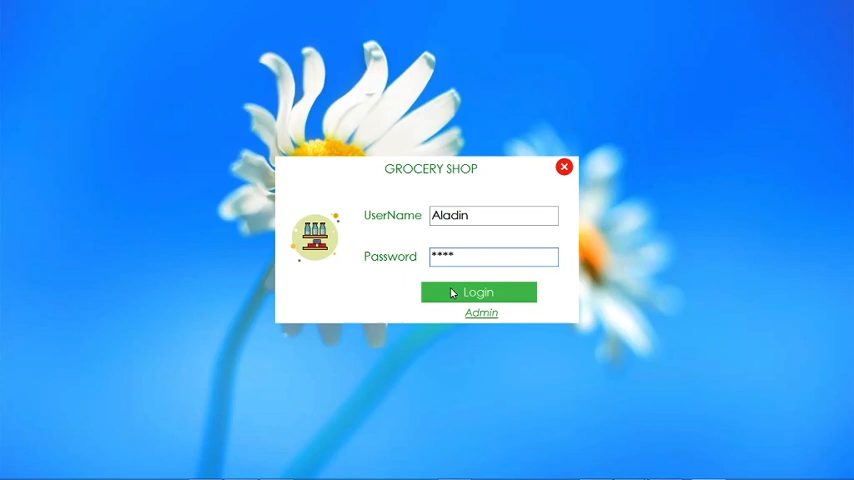 GROCERY SHOP
UserName Aladin
Password ****
Login
Admin